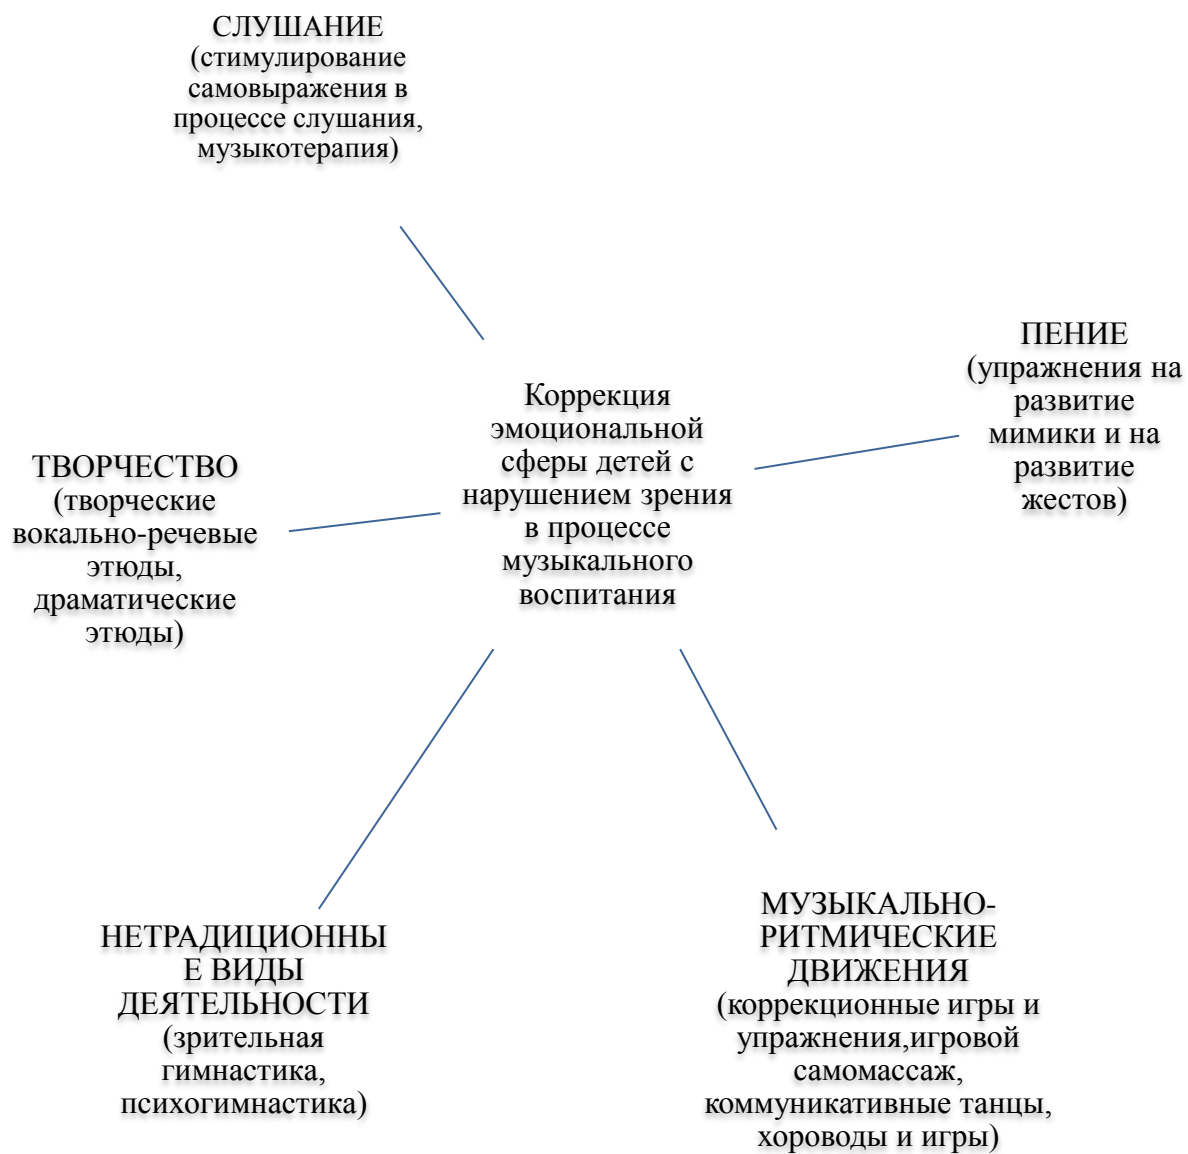 СЛУШАНИЕ
(стимулирование
самовыражения в
процессе слушания,
музыкотерапия)
ПЕНИЕ
(упражнения на
развитие
мимики и на
развитие
жестов)
Коррекция
эмоциональной
сферы детей с
нарушением зрения
в процессе
музыкального
воспитания
ТВОРЧЕСТВО
(творческие
вокально-речевые
этюды,
драматические
этюды)
НЕТРАДИЦИОННЫ
Е ВИДЫ
ДЕЯТЕЛЬНОСТИ
(зрительная
гимнастика,
психогимнастика)
МУЗЫКАЛЬНО-
РИТМИЧЕСКИЕ
ДВИЖЕНИЯ
(коррекционные игры и
упражнения,игровой
самомассаж,
коммуникативные танцы,
хороводы и игры)